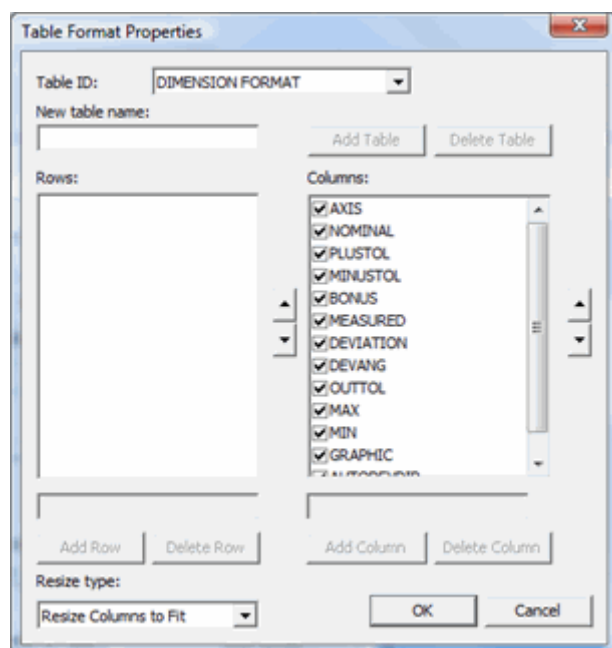 Table Format Properties
Table ID: DIMENSION FORMAT
New table name:
Add Table Delete Table
Rows: Columns:
AXIS
NOMINAL
PLUSTOL
MINUSTOL
BONUS
MEASURED
DEVIATION
DEVANG
OUTTOL
MAX
MIN
GRAPHIC
Add Row Delete Row Add Column Delete Column
Resize type:
Resize Columns to Fit OK Cancel